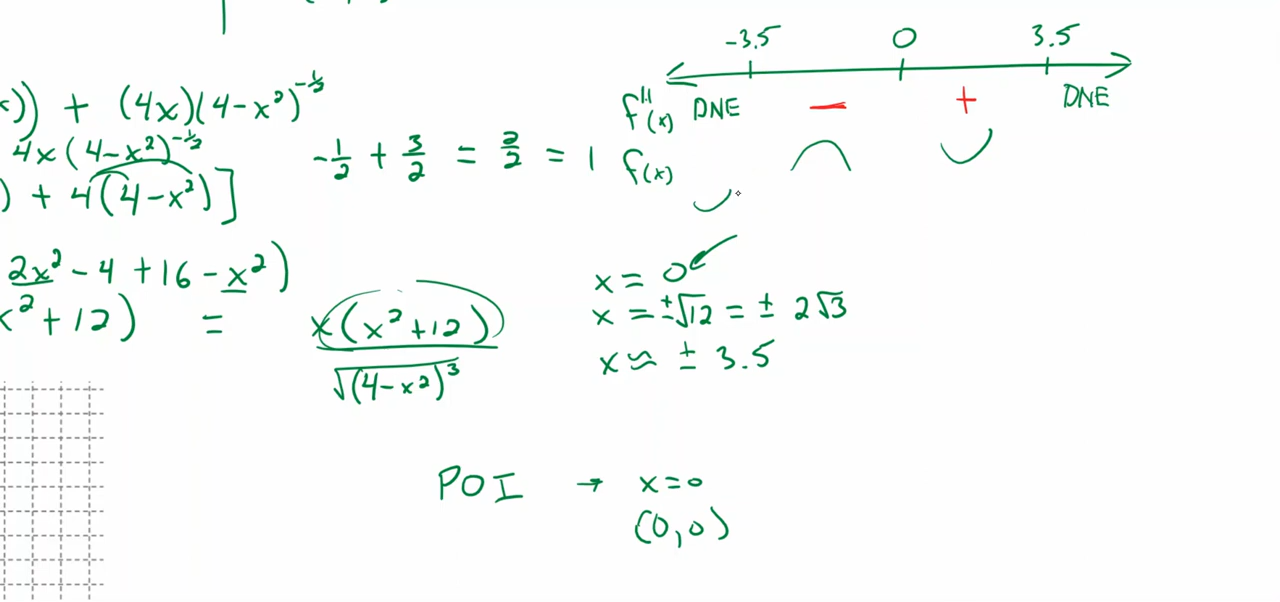 -3.5 0 3.5
)) + (4x)(4-x²)^-½
f''(x) DNE — + DNE
4x(4-x²)^-½
-1/2 + 3/2 = 2/2 = 1
f(x)
) + 4(4-x²)]
2x² - 4 + 16 - x²)
x = 0
x² + 12) = x(x² + 12) / √(4-x²)³
x = ±√12 = ± 2√3
x ≈ ± 3.5
POI → x=0
(0,0)